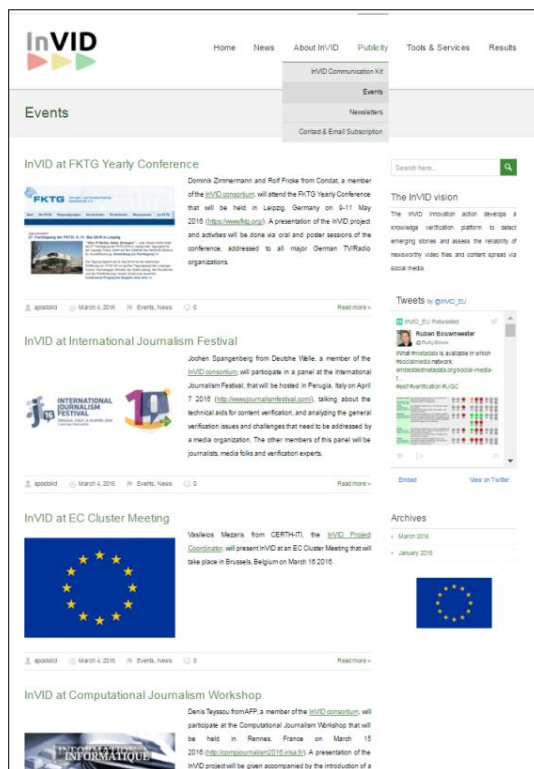 InVID
Home News About InVID Publicity Tools & Services Results
InVID Communication Kit
Events
Newsletters
Contact & Email Subscription
Events
InVID at FKTG Yearly Conference
FKTG
Dominik Zimmermann and Rolf Fricke from Condat, a member
of the InVID consortium, will attend the FKTG Yearly Conference
that will be held in Leipzig, Germany on 9-11 May
2016 (https://www.fktg.org/). A presentation of the InVID project
and activities will be done via oral and poster sessions of the
conference, addressed to all major German TV/Radio
organizations.
apostolid March 4, 2016 Events, News 0 Read more »
InVID at International Journalism Festival
INTERNATIONAL
JOURNALISM
FESTIVAL
Jochen Spangenberg from Deutche Welle, a member of the
InVID consortium, will participate in a panel at the International
Journalism Festival, that will be hosted in Perugia, Italy on April
7 2016 (http://www.journalismfestival.com/), talking about the
technical aids for content verification, and analyzing the general
verification issues and challenges that need to be addressed by
a media organization. The other members of this panel will be
journalists, media folks and verification experts.
apostolid March 4, 2016 Events, News 0 Read more »
InVID at EC Cluster Meeting
Vasileios Mezaris from CERTH-ITI, the InVID Project
Coordinator, will present InVID at an EC Cluster Meeting that will
take place in Brussels, Belgium on March 16 2016.
apostolid March 4, 2016 Events, News 0 Read more »
InVID at Computational Journalism Workshop
INFORMATION
INFORMATIQUE
Denis Teyssou from AFP, a member of the InVID consortium, will
participate at the Computational Journalism Workshop that will
be held in Rennes, France on March 15
2016 (http://compjournalism2016.irisa.fr/). A presentation of the
InVID project will be given accompanied by the introduction of a
Search here...
The InVID vision
The InVID innovation action develops a
knowledge verification platform to detect
emerging stories and assess the reliability of
newsworthy video files and content spread via
social media.
Tweets by @InVID_EU
InVID_EU Retweeted
Ruben Bouwmeester
@RubyBouw
What #metadata is available in which
#socialmedia network:
embeddedmetadata.org/social-media-
t...
#exif #verification #UGC
Embed View on Twitter
Archives
March 2016
January 2016